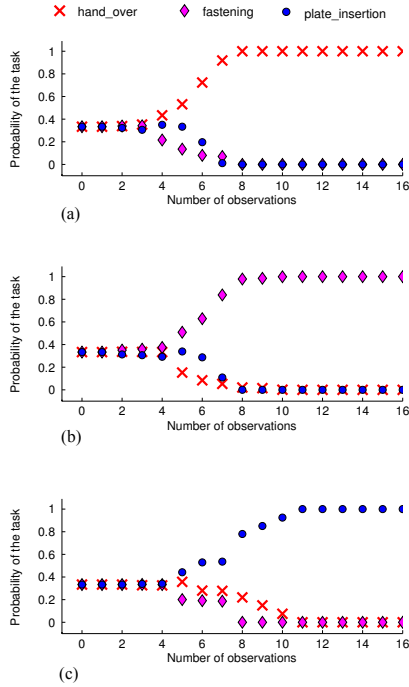 hand_over fastening plate_insertion
Probability of the task
1
0.8
0.6
0.4
0.2
0
0 2 4 6 8 10 12 14 16
Number of observations
(a)
Probability of the task
1
0.8
0.6
0.4
0.2
0
0 2 4 6 8 10 12 14 16
Number of observations
(b)
Probability of the task
1
0.8
0.6
0.4
0.2
0
0 2 4 6 8 10 12 14 16
Number of observations
(c)